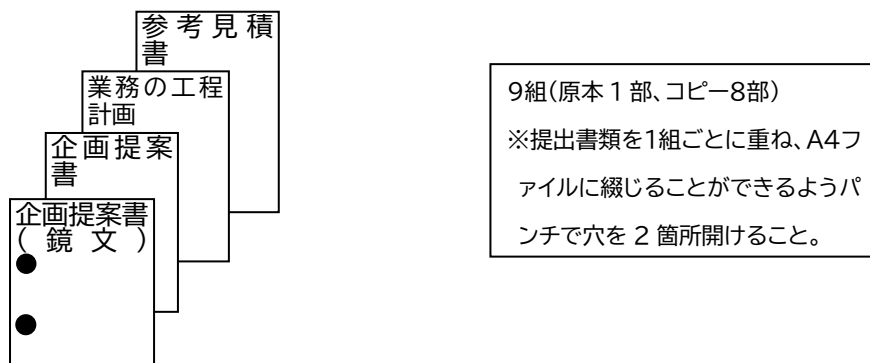 参考見積
書
業務の工程
計画
企画提案
書
企画提案書
(鏡文)
9組(原本1部、コピー8部)
※提出書類を1組ごとに重ね、A4フ
ァイルに綴じることができるようパ
ンチで穴を2箇所開けること。